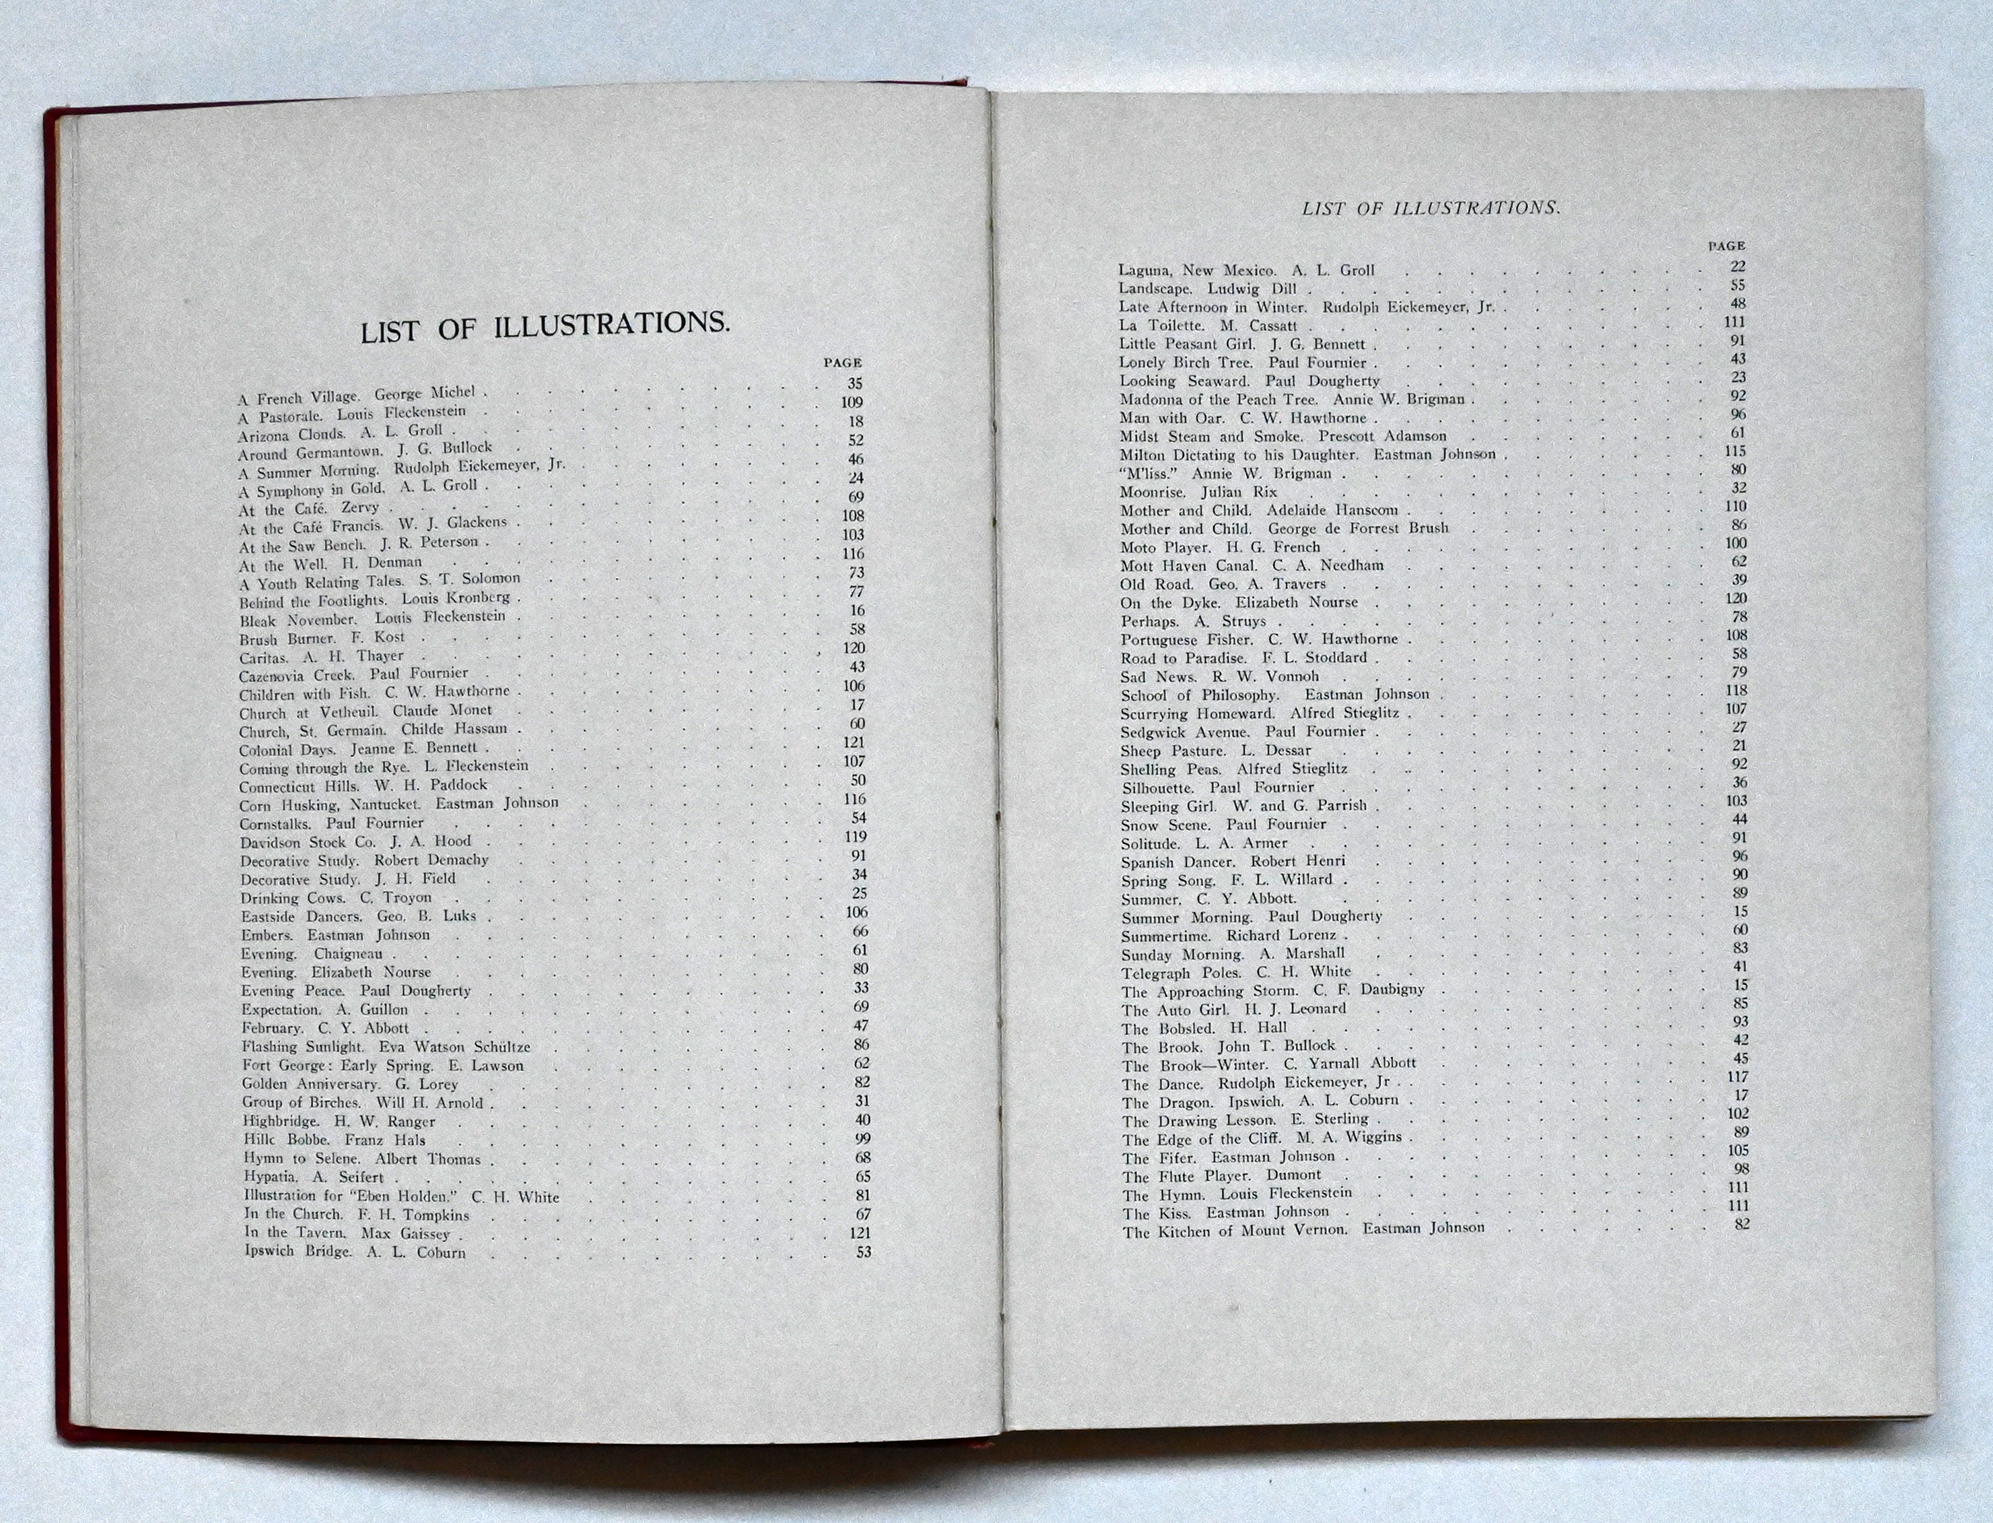 LIST OF ILLUSTRATIONS.
PAGE
A French Village. George Michel . . . . . . . . . . 35
A Pastorale. Louis Fleckenstein . . . . . . . . . . 109
Arizona Clouds. A. L. Groll . . . . . . . . . . 18
Around Germantown. J. G. Bullock . . . . . . . . . . 52
A Summer Morning. Rudolph Eickemeyer, Jr. . . . . . . . . 46
A Symphony in Gold. A. L. Groll . . . . . . . . . . 24
At the Café. Zervy . . . . . . . . . . 69
At the Café Francis. W. J. Glackens . . . . . . . . . . 108
At the Saw Bench. J. R. Peterson . . . . . . . . . . 103
At the Well. H. Denman . . . . . . . . . . 116
A Youth Relating Tales. S. T. Solomon . . . . . . . . . 73
Behind the Footlights. Louis Kronberg . . . . . . . . . . 77
Bleak November. Louis Fleckenstein . . . . . . . . . . 16
Brush Burner. F. Kost . . . . . . . . . . 58
Caritas. A. H. Thayer . . . . . . . . . . 120
Cazenovia Creek. Paul Fournier . . . . . . . . . . 43
Children with Fish. C. W. Hawthorne . . . . . . . . . . 106
Church at Vetheuil. Claude Monet . . . . . . . . . . 17
Church, St. Germain. Childe Hassam . . . . . . . . . . 60
Colonial Days. Jeanne E. Bennett . . . . . . . . . . 121
Coming through the Rye. L. Fleckenstein . . . . . . . . . 107
Connecticut Hills. W. H. Paddock . . . . . . . . . . 50
Corn Husking, Nantucket. Eastman Johnson . . . . . . . . 116
Cornstalks. Paul Fournier . . . . . . . . . . 54
Davidson Stock Co. J. A. Hood . . . . . . . . . . 119
Decorative Study. Robert Demachy . . . . . . . . . . 91
Decorative Study. J. H. Field . . . . . . . . . . 34
Drinking Cows. C. Troyon . . . . . . . . . . 25
Eastside Dancers. Geo. B. Luks . . . . . . . . . . 106
Embers. Eastman Johnson . . . . . . . . . . 66
Evening. Chaigneau . . . . . . . . . . 61
Evening. Elizabeth Nourse . . . . . . . . . . 80
Evening Peace. Paul Dougherty . . . . . . . . . . 33
Expectation. A. Guillon . . . . . . . . . . 69
February. C. Y. Abbott . . . . . . . . . . 47
Flashing Sunlight. Eva Watson Schültze . . . . . . . . . 86
Fort George: Early Spring. E. Lawson . . . . . . . . . 62
Golden Anniversary. G. Lorey . . . . . . . . . . 82
Group of Birches. Will H. Arnold . . . . . . . . . . 31
Highbridge. H. W. Ranger . . . . . . . . . . 40
Hille Bobbe. Franz Hals . . . . . . . . . . 99
Hymn to Selene. Albert Thomas . . . . . . . . . . 68
Hypatia. A. Seifert . . . . . . . . . . 65
Illustration for “Eben Holden.” C. H. White . . . . . . . . 81
In the Church. F. H. Tompkins . . . . . . . . . . 67
In the Tavern. Max Gaissey . . . . . . . . . . 121
Ipswich Bridge. A. L. Coburn . . . . . . . . . . 53
LIST OF ILLUSTRATIONS.
PAGE
Laguna, New Mexico. A. L. Groll . . . . . . . . . . 22
Landscape. Ludwig Dill . . . . . . . . . . 55
Late Afternoon in Winter. Rudolph Eickemeyer, Jr. . . . . . . . 48
La Toilette. M. Cassatt . . . . . . . . . . 111
Little Peasant Girl. J. G. Bennett . . . . . . . . . . 91
Lonely Birch Tree. Paul Fournier . . . . . . . . . . 43
Looking Seaward. Paul Dougherty . . . . . . . . . . 23
Madonna of the Peach Tree. Annie W. Brigman . . . . . . . . 92
Man with Oar. C. W. Hawthorne . . . . . . . . . . 96
Midst Steam and Smoke. Prescott Adamson . . . . . . . . 61
Milton Dictating to his Daughter. Eastman Johnson . . . . . . . 115
“M'liss.” Annie W. Brigman . . . . . . . . . . 80
Moonrise. Julian Rix . . . . . . . . . . 32
Mother and Child. Adelaide Hanscom . . . . . . . . . . 110
Mother and Child. George de Forrest Brush . . . . . . . . 86
Moto Player. H. G. French . . . . . . . . . . 100
Mott Haven Canal. C. A. Needham . . . . . . . . . . 62
Old Road. Geo. A. Travers . . . . . . . . . . 39
On the Dyke. Elizabeth Nourse . . . . . . . . . . 120
Perhaps. A. Struys . . . . . . . . . . 78
Portuguese Fisher. C. W. Hawthorne . . . . . . . . . . 108
Road to Paradise. F. L. Stoddard . . . . . . . . . . 58
Sad News. R. W. Vonnoh . . . . . . . . . . 79
School of Philosophy. Eastman Johnson . . . . . . . . . 118
Scurrying Homeward. Alfred Stieglitz . . . . . . . . . . 107
Sedgwick Avenue. Paul Fournier . . . . . . . . . . 27
Sheep Pasture. L. Dessar . . . . . . . . . . 21
Shelling Peas. Alfred Stieglitz . . . . . . . . . . 92
Silhouette. Paul Fournier . . . . . . . . . . 36
Sleeping Girl. W. and G. Parrish . . . . . . . . . . 103
Snow Scene. Paul Fournier . . . . . . . . . . 44
Solitude. L. A. Armer . . . . . . . . . . 91
Spanish Dancer. Robert Henri . . . . . . . . . . 96
Spring Song. F. L. Willard . . . . . . . . . . 90
Summer. C. Y. Abbott. . . . . . . . . . . 89
Summer Morning. Paul Dougherty . . . . . . . . . . 15
Summertime. Richard Lorenz . . . . . . . . . . 60
Sunday Morning. A. Marshall . . . . . . . . . . 83
Telegraph Poles. C. H. White . . . . . . . . . . 41
The Approaching Storm. C. F. Daubigny . . . . . . . . . 15
The Auto Girl. H. J. Leonard . . . . . . . . . . 85
The Bobsled. H. Hall . . . . . . . . . . 93
The Brook. John T. Bullock . . . . . . . . . . 42
The Brook—Winter. C. Yarnall Abbott . . . . . . . . . 45
The Dance. Rudolph Eickemeyer, Jr . . . . . . . . . . 117
The Dragon. Ipswich. A. L. Coburn . . . . . . . . . . 17
The Drawing Lesson. E. Sterling . . . . . . . . . . 102
The Edge of the Cliff. M. A. Wiggins . . . . . . . . . . 89
The Fifer. Eastman Johnson . . . . . . . . . . 105
The Flute Player. Dumont . . . . . . . . . . 98
The Hymn. Louis Fleckenstein . . . . . . . . . . 111
The Kiss. Eastman Johnson . . . . . . . . . . 111
The Kitchen of Mount Vernon. Eastman Johnson . . . . . . . 82